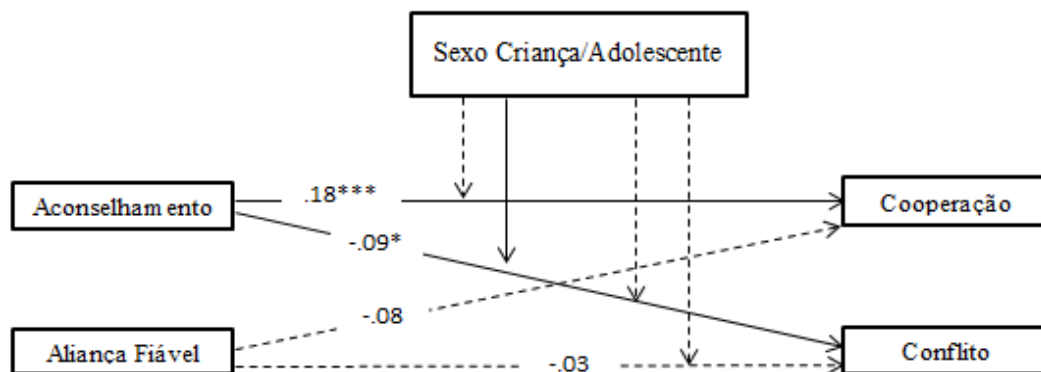 Sexo Criança/Adolescente
.18***
Aconselhamento
Cooperação
-.09*
-.08
Aliança Fiável
-.03
Conflito